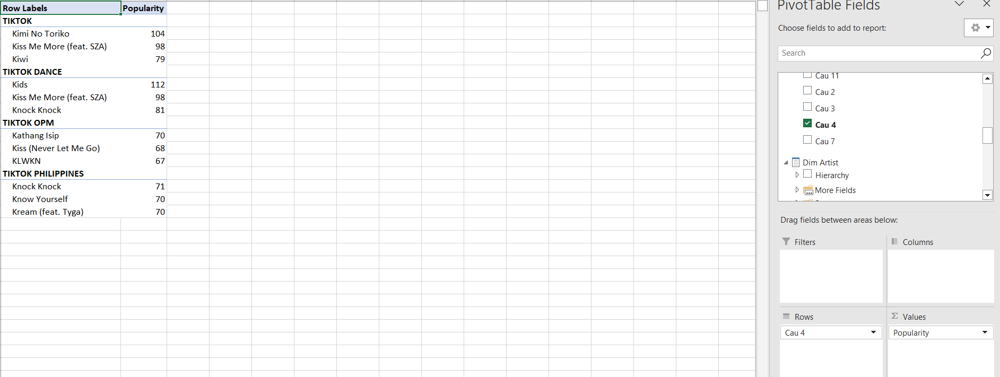 Row Labels Popularity
TIKTOK
Kimi No Toriko 104
Kiss Me More (feat. SZA) 98
Kiwi 79
TIKTOK DANCE
Kids 112
Kiss Me More (feat. SZA) 98
Knock Knock 81
TIKTOK OPM
Kathang Isip 70
Kiss (Never Let Me Go) 68
KLWKN 67
TIKTOK PHILIPPINES
Knock Knock 71
Know Yourself 70
Kream (feat. Tyga) 70
PivotTable Fields
Choose fields to add to report:
Search
Cau 11
Cau 2
Cau 3
Cau 4
Cau 7
Dim Artist
Hierarchy
More Fields
Drag fields between areas below:
Filters
Columns
Rows
Σ Values
Cau 4
Popularity